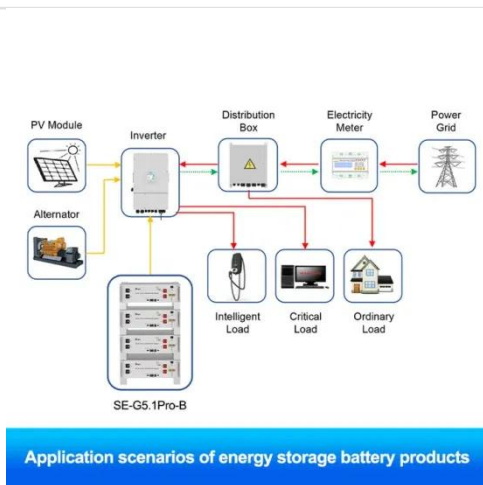 PV Module
Inverter
Distribution
Box
Electricity
Meter
Power
Grid
Alternator
Intelligent
Load
Critical
Load
Ordinary
Load
SE-G5.1Pro-B
Application scenarios of energy storage battery products